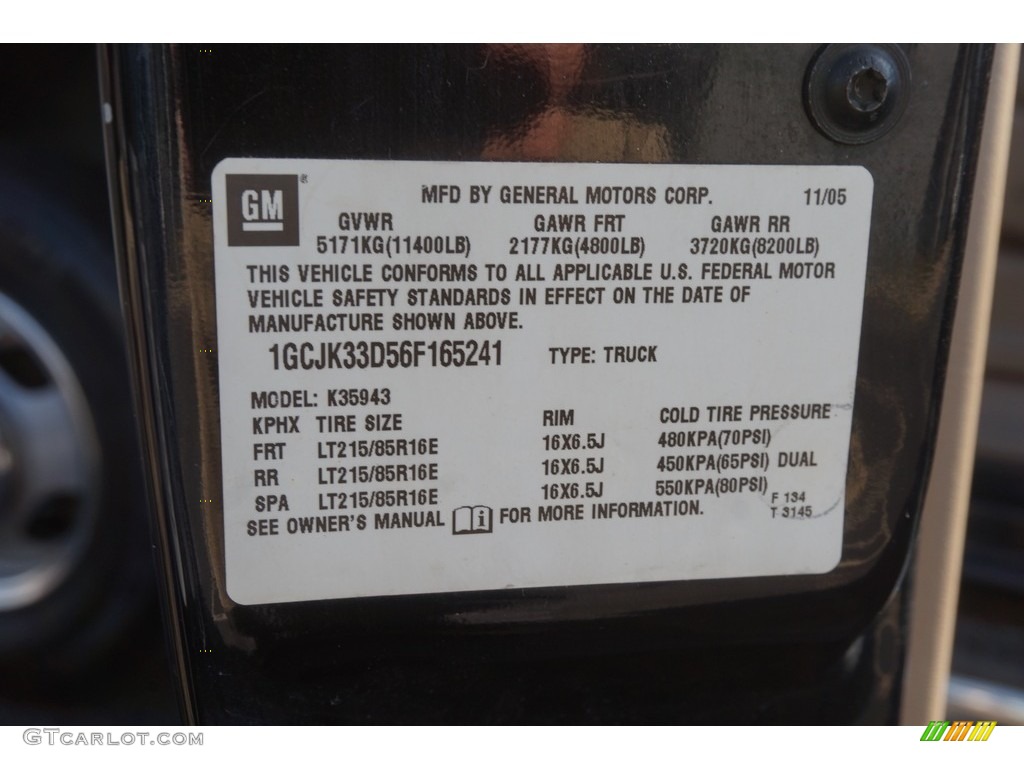 GM MFD BY GENERAL MOTORS CORP. 11/05
GVWR GAWR FRT GAWR RR
5171KG(11400LB) 2177KG(4800LB) 3720KG(8200LB)
THIS VEHICLE CONFORMS TO ALL APPLICABLE U.S. FEDERAL MOTOR
VEHICLE SAFETY STANDARDS IN EFFECT ON THE DATE OF
MANUFACTURE SHOWN ABOVE.
1GCJK33D56F165241 TYPE: TRUCK
MODEL: K35943
KPHX TIRE SIZE RIM COLD TIRE PRESSURE
FRT LT215/85R16E 16X6.5J 480KPA(70PSI)
RR LT215/85R16E 16X6.5J 450KPA(65PSI) DUAL
SPA LT215/85R16E 16X6.5J 550KPA(80PSI)
F 134
SEE OWNER'S MANUAL i FOR MORE INFORMATION. T 3145
GTCarlot.com